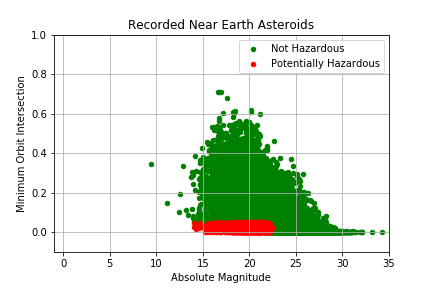 Recorded Near Earth Asteroids
Not Hazardous
Potentially Hazardous
Minimum Orbit Intersection
1.0
0.8
0.6
0.4
0.2
0.0
0 5 10 15 20 25 30 35
Absolute Magnitude